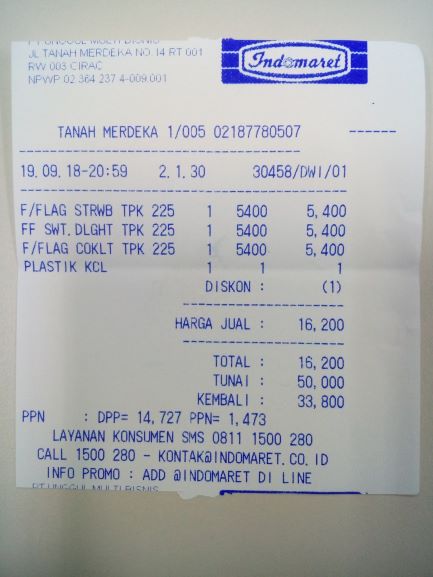 PT UNGGUL MULTI BISNIS
JL TANAH MERDEKA NO. 14 RT 001
RW 003 CIRAC
NPWP 02 364 237 4-009.001
Indomaret
TANAH MERDEKA 1/005 02187780507
19.09.18-20:59 2.1.30 30458/DWI/01
F/FLAG STRWB TPK 225 1 5400 5,400
FF SWT.DLGHT TPK 225 1 5400 5,400
F/FLAG COKLT TPK 225 1 5400 5,400
PLASTIK KCL 1 1 1
DISKON : (1)
HARGA JUAL : 16,200
TOTAL : 16,200
TUNAI : 50,000
KEMBALI : 33,800
PPN : DPP= 14,727 PPN= 1,473
LAYANAN KONSUMEN SMS 0811 1500 280
CALL 1500 280 - KONTAK@INDOMARET.CO.ID
INFO PROMO : ADD @INDOMARET DI LINE
PT UNGGUL MULTI BISNIS